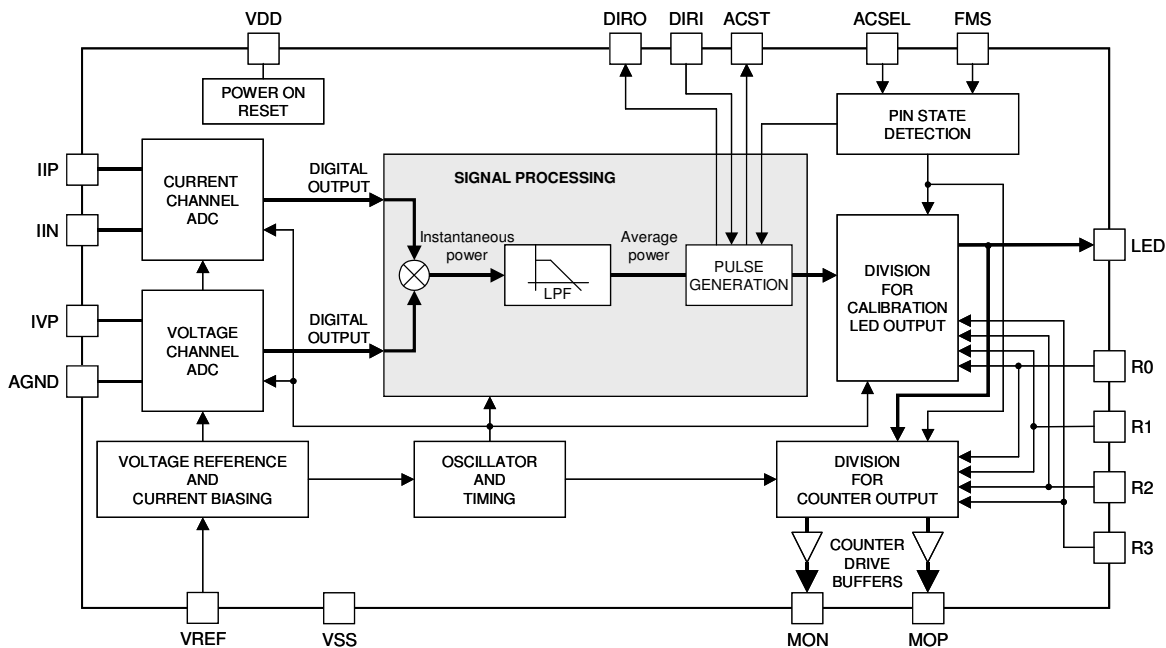 VDD
DIRO
DIRI
ACST
ACSEL
FMS
POWER ON
RESET
PIN STATE
DETECTION
IIP
IIN
CURRENT
CHANNEL
ADC
DIGITAL
OUTPUT
SIGNAL PROCESSING
Instantaneous
power
LPF
Average
power
PULSE
GENERATION
DIVISION
FOR
CALIBRATION
LED OUTPUT
LED
IVP
AGND
VOLTAGE
CHANNEL
ADC
DIGITAL
OUTPUT
R0
R1
R2
R3
VOLTAGE REFERENCE
AND
CURRENT BIASING
OSCILLATOR
AND
TIMING
DIVISION
FOR
COUNTER OUTPUT
COUNTER
DRIVE
BUFFERS
VREF
VSS
MON
MOP